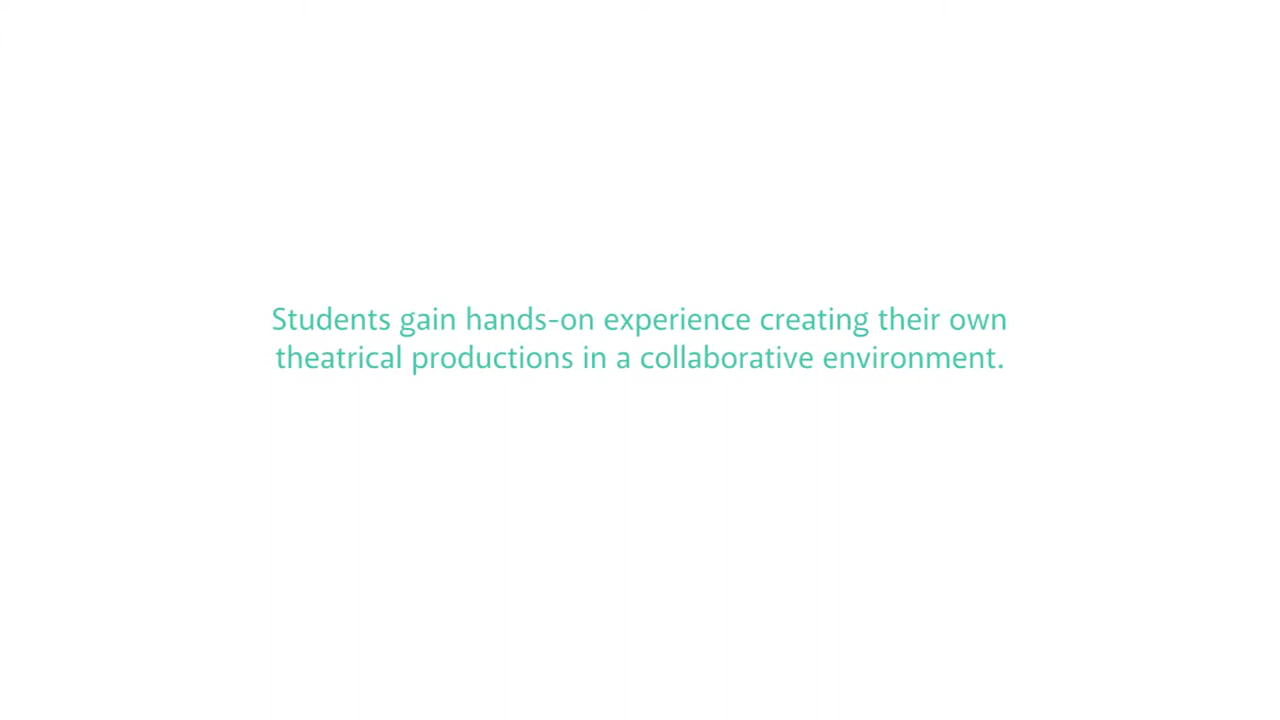 Students gain hands-on experience creating their own
theatrical productions in a collaborative environment.